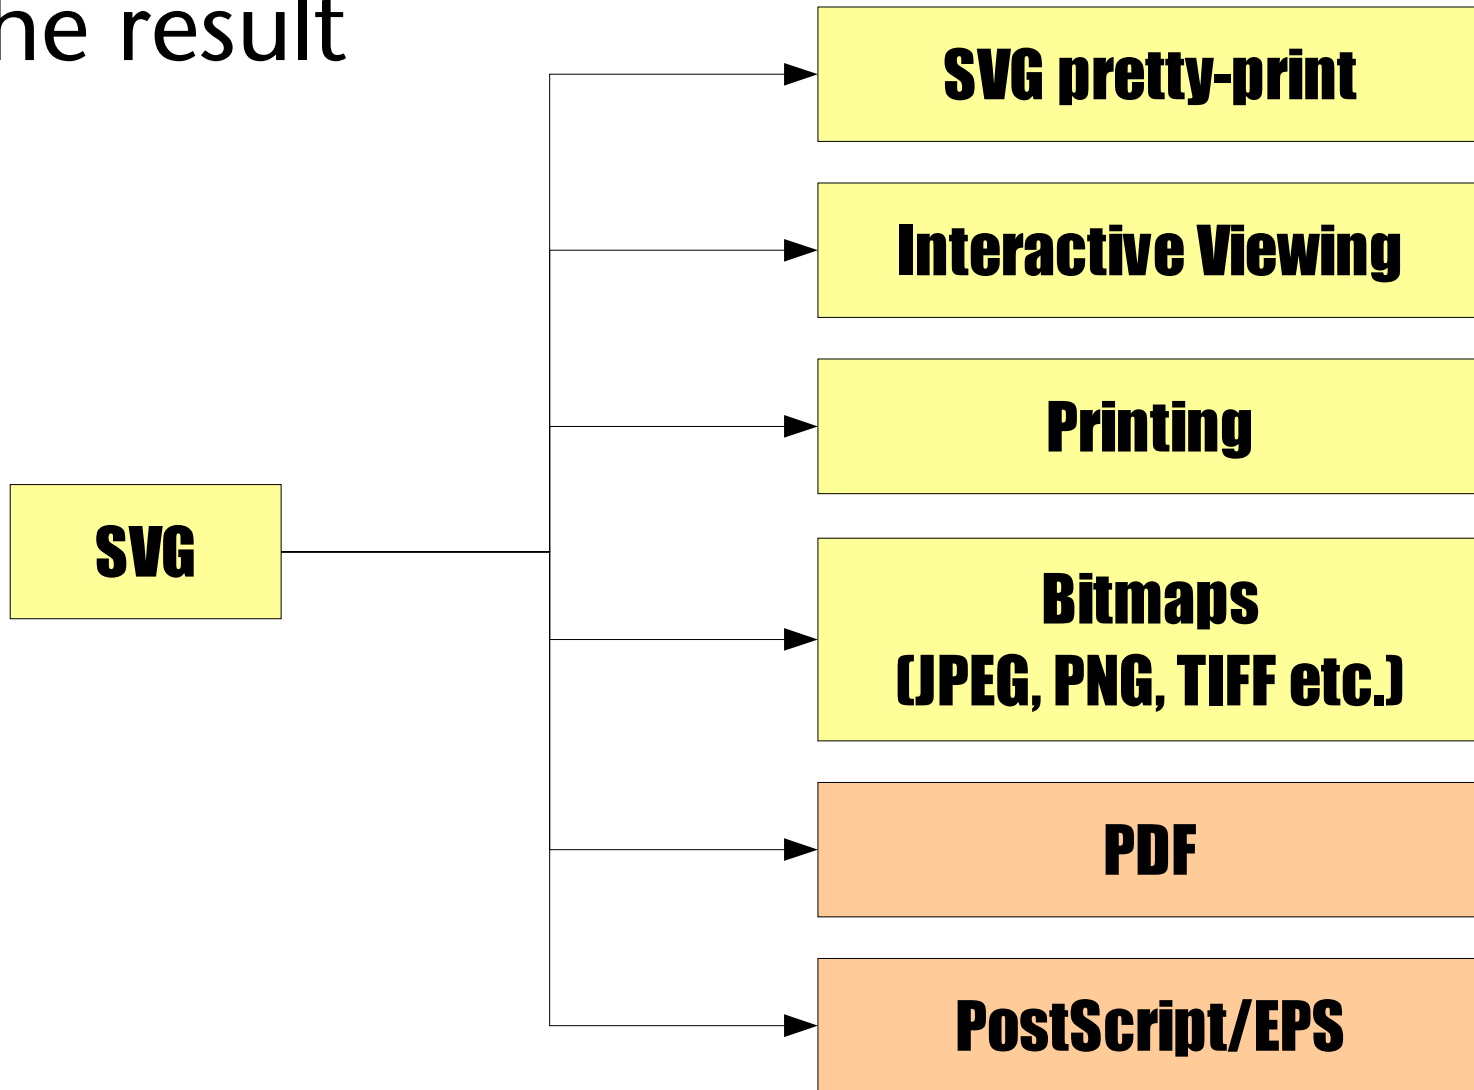 he result
SVG pretty-print
Interactive Viewing
Printing
SVG
Bitmaps
(JPEG, PNG, TIFF etc.)
PDF
PostScript/EPS